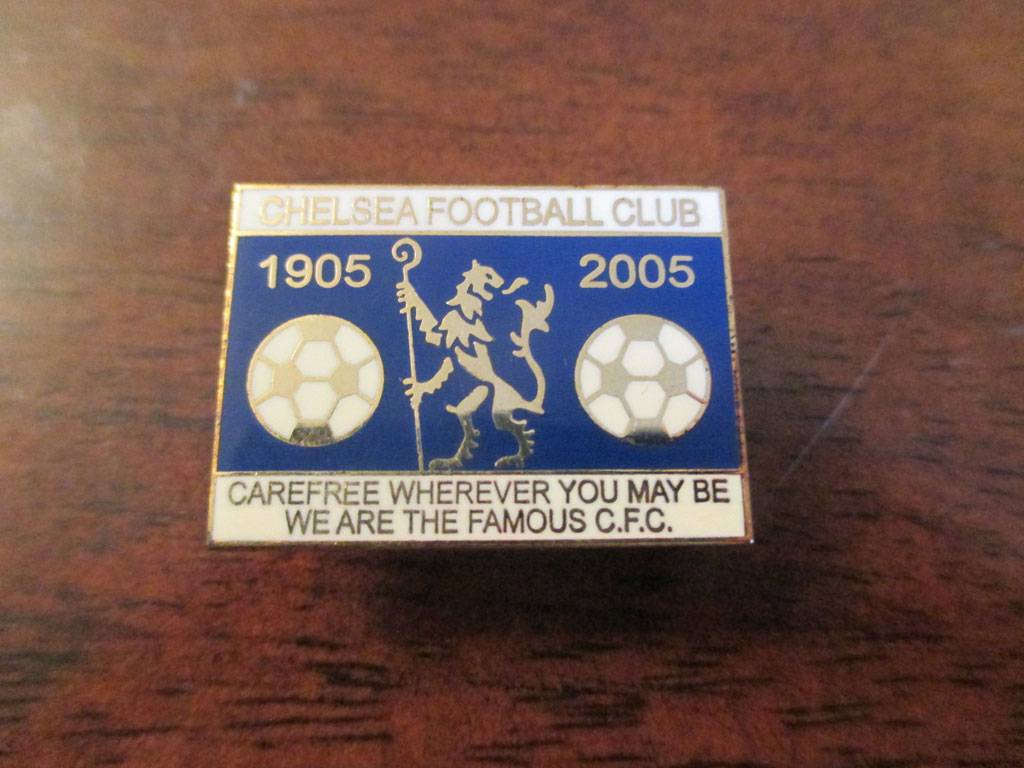 CHELSEA FOOTBALL CLUB
1905 2005
CAREFREE WHEREVER YOU MAY BE
WE ARE THE FAMOUS C.F.C.